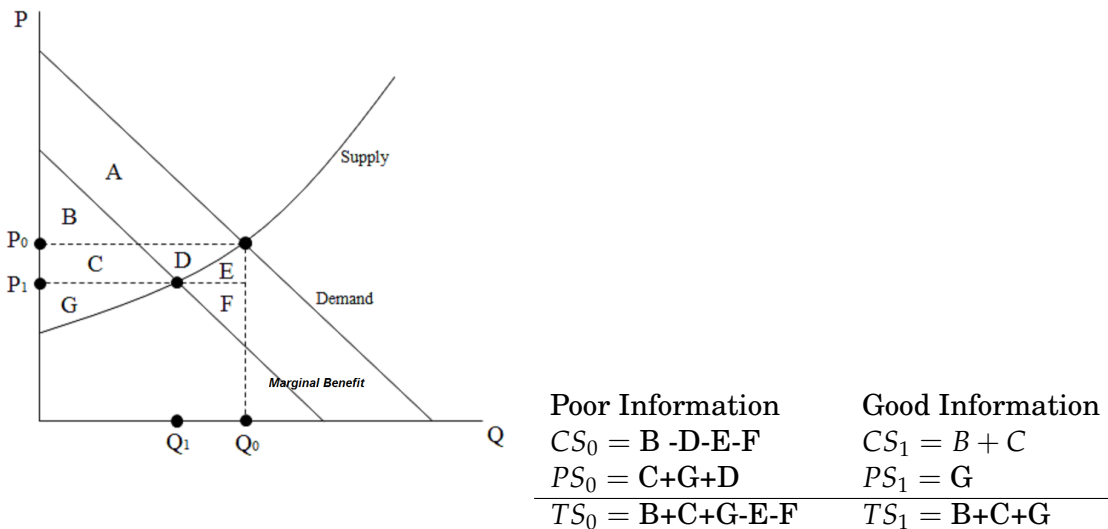 P
A
Supply
B
P₀
D
C
E
P₁
G
F
Demand
Marginal Benefit
Q₁
Q₀
Q
Poor Information Good Information
CS₀ = B -D-E-F CS₁ = B + C
PS₀ = C+G+D PS₁ = G
TS₀ = B+C+G-E-F TS₁ = B+C+G